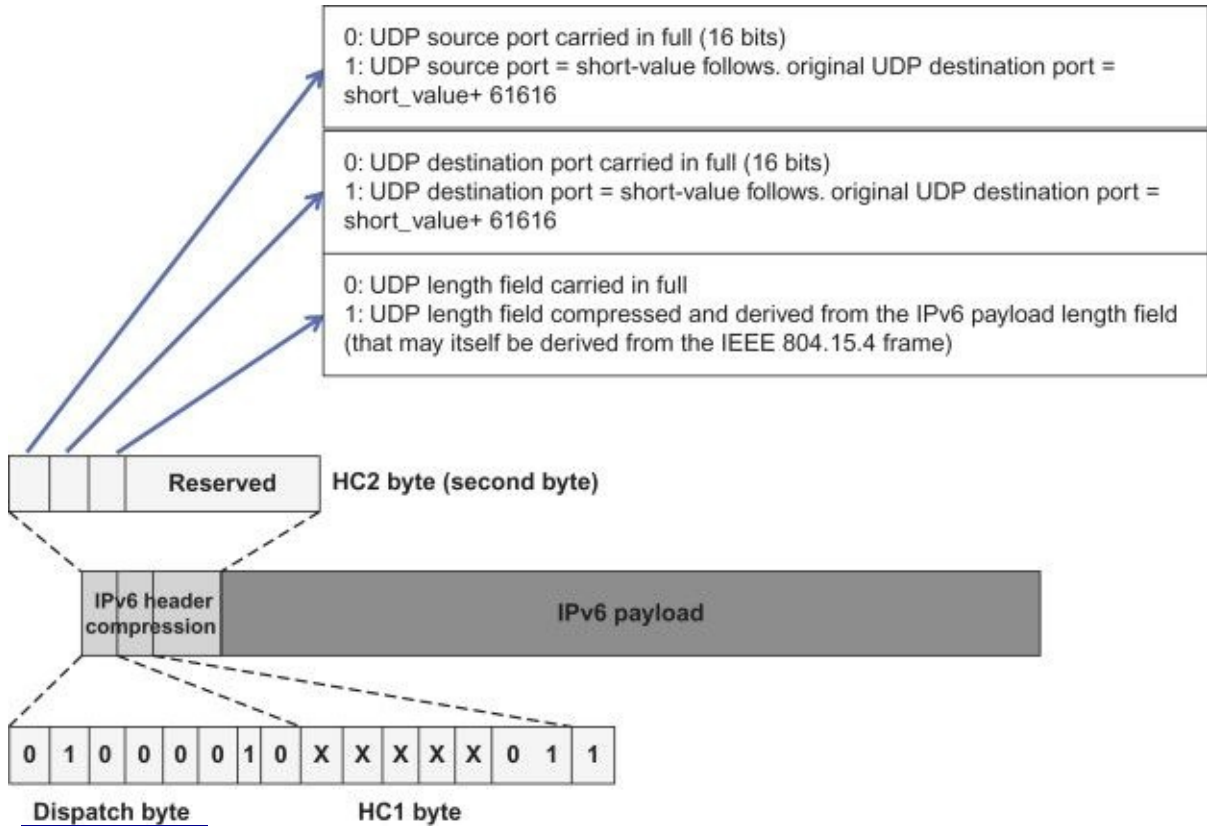 0: UDP source port carried in full (16 bits)
1: UDP source port = short-value follows. original UDP destination port =
short_value+ 61616
0: UDP destination port carried in full (16 bits)
1: UDP destination port = short-value follows. original UDP destination port =
short_value+ 61616
0: UDP length field carried in full
1: UDP length field compressed and derived from the IPv6 payload length field
(that may itself be derived from the IEEE 804.15.4 frame)
Reserved HC2 byte (second byte)
IPv6 header
compression
IPv6 payload
0 1 0 0 0 0 1 0 X X X X X 0 1 1
Dispatch byte HC1 byte